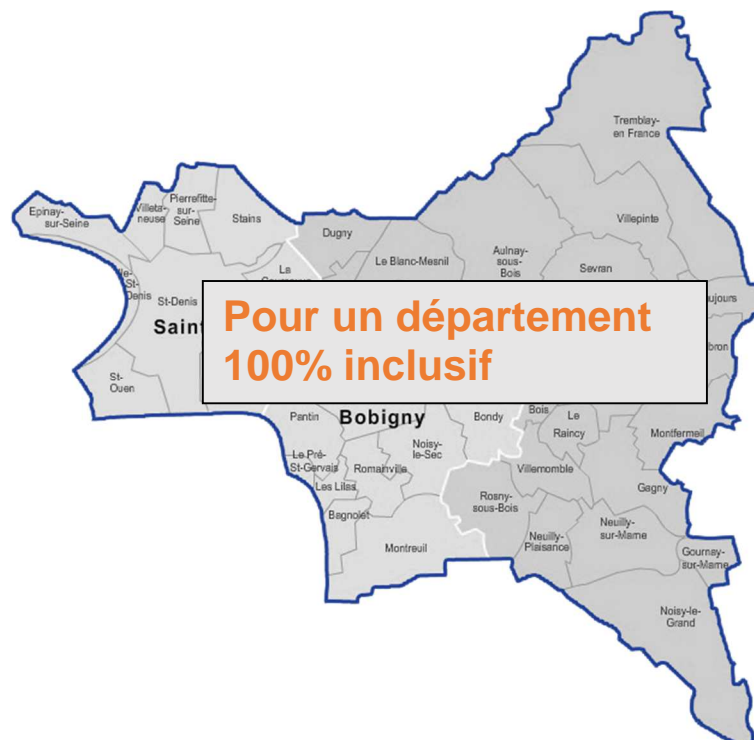 Tremblay-
en France
Epinay-
sur-Seine
Villeta-
neuse
Pierrefitte-
sur-
Seine
Stains
Dugny
Villepinte
Le Blanc-Mesnil
Aulnay-
sous-
Bois
Sevran
La
St-
Denis
St-Denis
Saint
Pour un département
100% inclusif
St-
Ouen
Pantin
Bobigny
Bondy
Bois
Le
Raincy
Montfermeil
Le Pré-
St-Gervais
Romainville
Noisy-
le-Sec
Les Lilas
Villemomble
Gagny
Bagnolet
Rosny-
sous-Bois
Montreuil
Neuilly-
Plaisance
Neuilly-
sur-Marne
Gournay-
sur-Marne
Noisy-le-
Grand